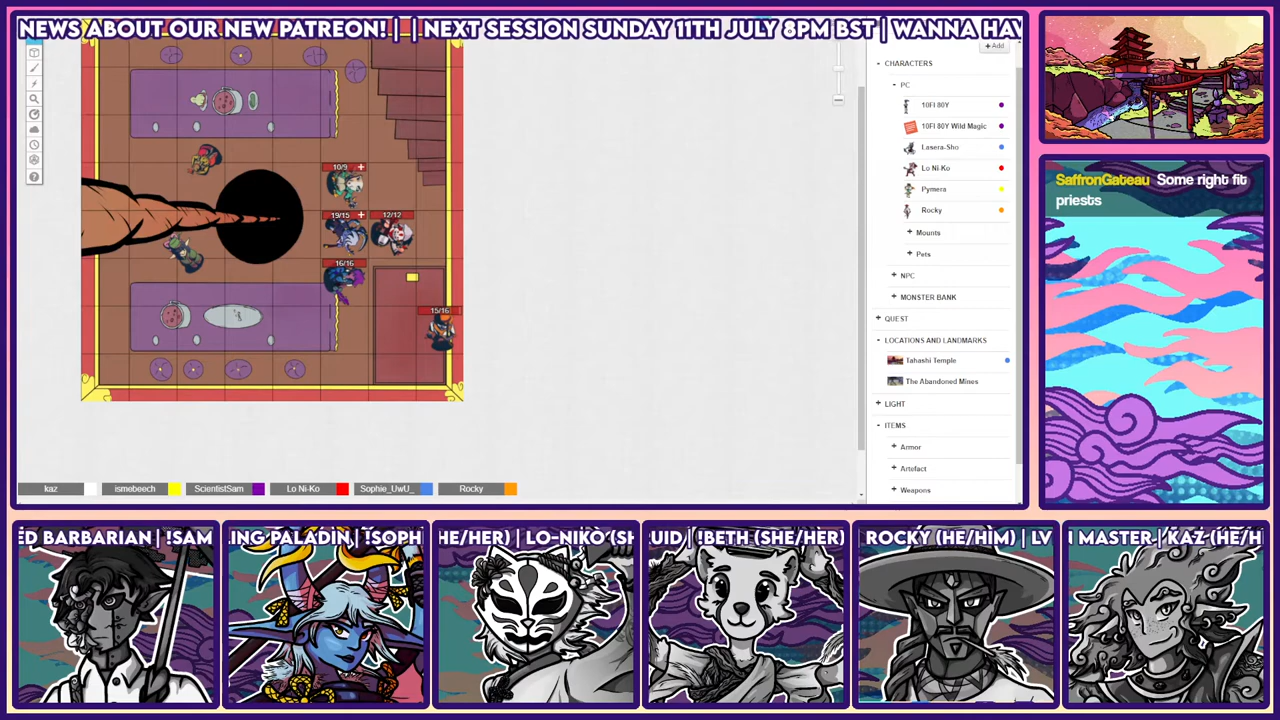 NEWS ABOUT OUR NEW PATREON! | | NEXT SESSION SUNDAY 11TH JULY 8PM BST | WANNA HAV
+ Add
CHARACTERS
PC
10FI 80Y
10FI 80Y Wild Magic
Lasera-Sho
Lo Ni-Ko
Pymera
Rocky
Mounts
Pets
NPC
MONSTER BANK
QUEST
LOCATIONS AND LANDMARKS
Tahashi Temple
The Abandoned Mines
LIGHT
ITEMS
Armor
Artefact
Weapons
SaffronGateau Some right fit
priests
10/9
19/15
12/12
16/16
15/16
kaz
ismebeech
ScientistSam
Lo Ni-Ko
Sophie_UwU_
Rocky
ED BARBARIAN | !SAM
LING PALADIN | !SOPH
HE/HER) | LO-NIKO (SH
UID | !BETH (SHE/HER)
ROCKY (HE/HIM) | LV
N MASTER | KAZ (HE/H